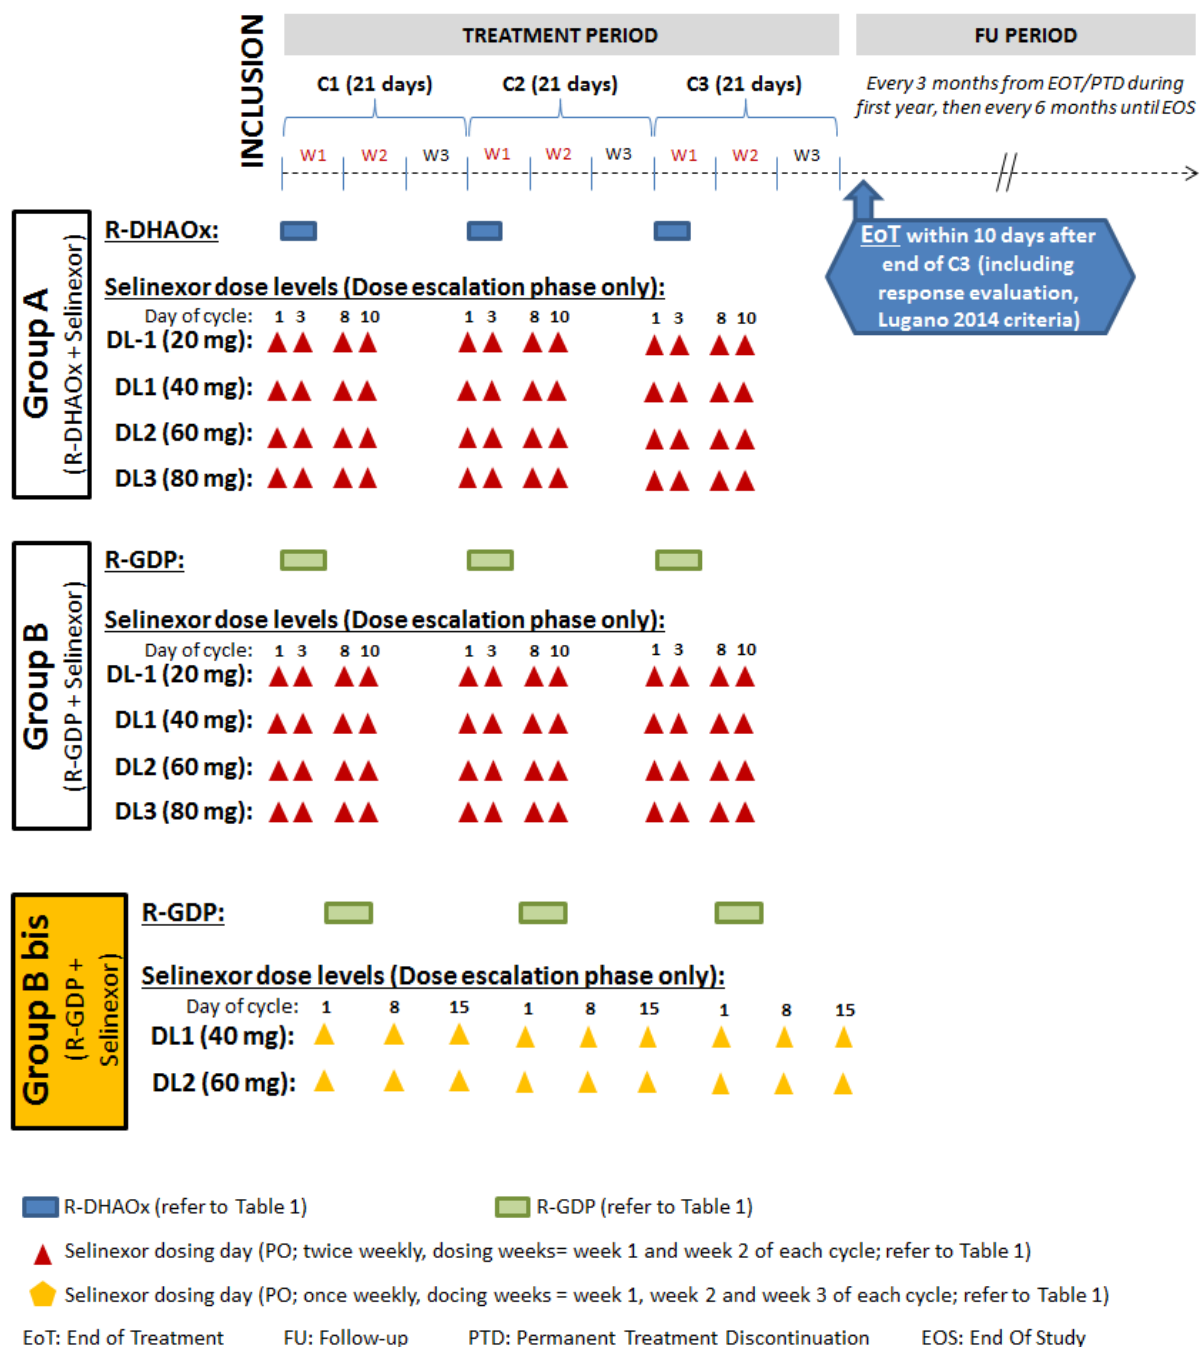 INCLUSION
TREATMENT PERIOD
FU PERIOD
C1 (21 days)
C2 (21 days)
C3 (21 days)
Every 3 months from EOT/PTD during
first year, then every 6 months until EOS
W1 W2 W3 W1 W2 W3 W1 W2 W3
Group A
(R-DHAOx + Selinexor)
R-DHAOx:
EoT within 10 days after
end of C3 (including
response evaluation,
Lugano 2014 criteria)
Selinexor dose levels (Dose escalation phase only):
Day of cycle: 1 3 8 10 1 3 8 10 1 3 8 10
DL-1 (20 mg):
DL1 (40 mg):
DL2 (60 mg):
DL3 (80 mg):
Group B
(R-GDP + Selinexor)
R-GDP:
Selinexor dose levels (Dose escalation phase only):
Day of cycle: 1 3 8 10 1 3 8 10 1 3 8 10
DL-1 (20 mg):
DL1 (40 mg):
DL2 (60 mg):
DL3 (80 mg):
Group B bis
(R-GDP +
Selinexor)
R-GDP:
Selinexor dose levels (Dose escalation phase only):
Day of cycle: 1 8 15 1 8 15 1 8 15
DL1 (40 mg):
DL2 (60 mg):
R-DHAOx (refer to Table 1)
R-GDP (refer to Table 1)
Selinexor dosing day (PO; twice weekly, dosing weeks= week 1 and week 2 of each cycle; refer to Table 1)
Selinexor dosing day (PO; once weekly, docing weeks = week 1, week 2 and week 3 of each cycle; refer to Table 1)
EoT: End of Treatment FU: Follow-up PTD: Permanent Treatment Discontinuation EOS: End Of Study